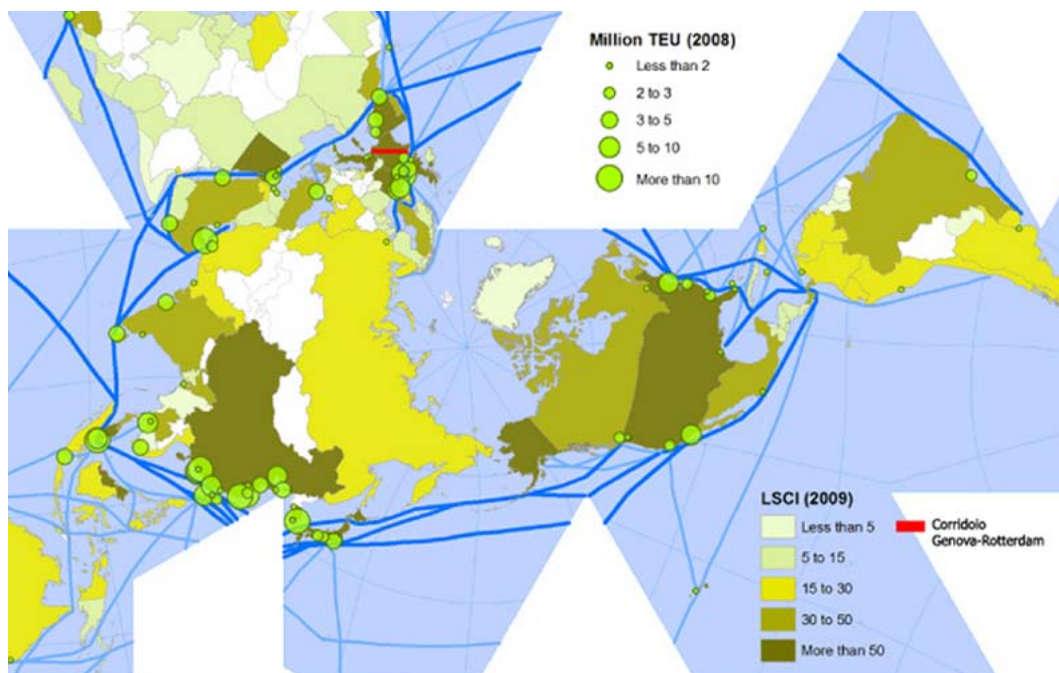 Million TEU (2008)
Less than 2
2 to 3
3 to 5
5 to 10
More than 10
LSCI (2009)
Less than 5
5 to 15
15 to 30
30 to 50
More than 50
Corridoio
Genova-Rotterdam